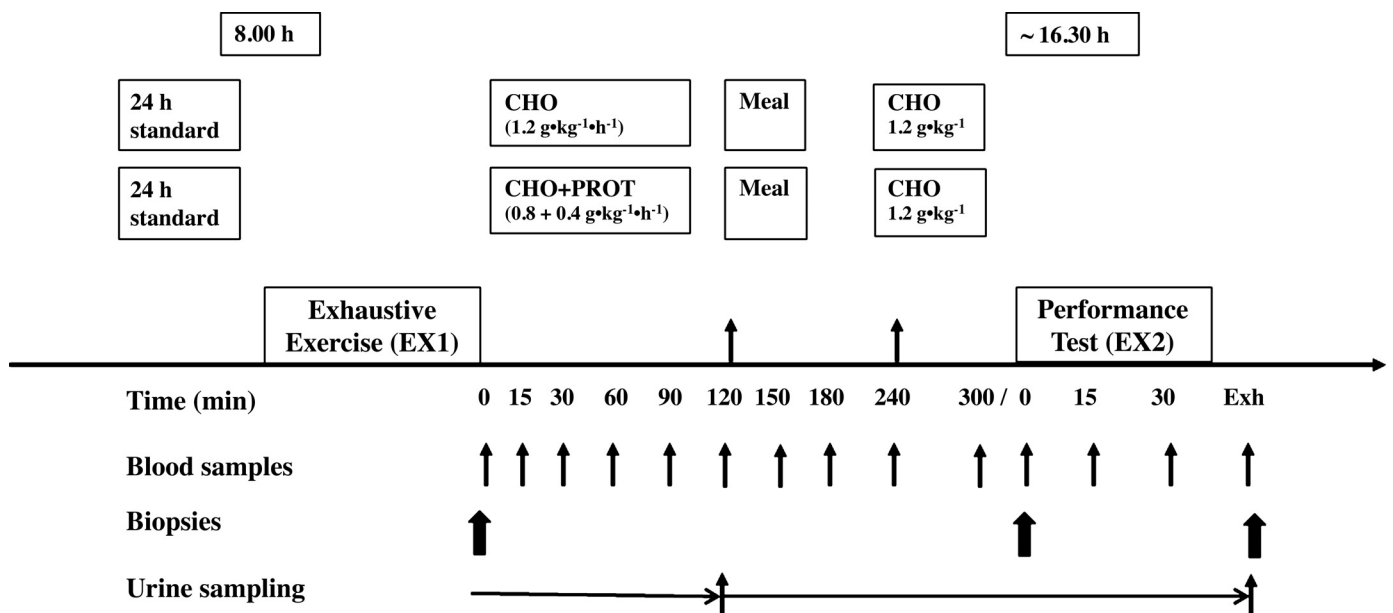 8.00 h
~ 16.30 h
24 h
standard
CHO
(1.2 g•kg⁻¹•h⁻¹)
Meal
CHO
1.2 g•kg⁻¹
24 h
standard
CHO+PROT
(0.8 + 0.4 g•kg⁻¹•h⁻¹)
Meal
CHO
1.2 g•kg⁻¹
Exhaustive
Exercise (EX1)
Performance
Test (EX2)
Time (min) 0 15 30 60 90 120 150 180 240 300 / 0 15 30 Exh
Blood samples
Biopsies
Urine sampling